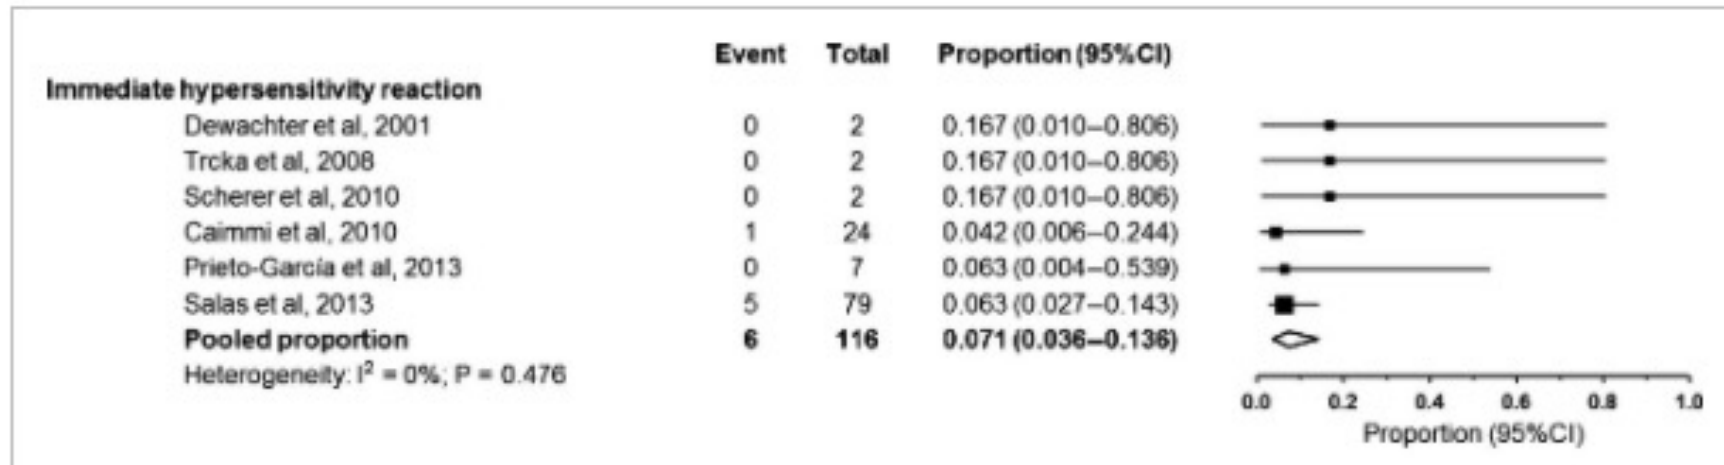 Event Total Proportion (95%CI)
Immediate hypersensitivity reaction
Dewachter et al, 2001 0 2 0.167 (0.010–0.806)
Trcka et al, 2008 0 2 0.167 (0.010–0.806)
Scherer et al, 2010 0 2 0.167 (0.010–0.806)
Caimmi et al, 2010 1 24 0.042 (0.006–0.244)
Prieto-García et al, 2013 0 7 0.063 (0.004–0.539)
Salas et al, 2013 5 79 0.063 (0.027–0.143)
Pooled proportion 6 116 0.071 (0.036–0.136)
Heterogeneity: I² = 0%; P = 0.476
0.0 0.2 0.4 0.6 0.8 1.0
Proportion (95%CI)